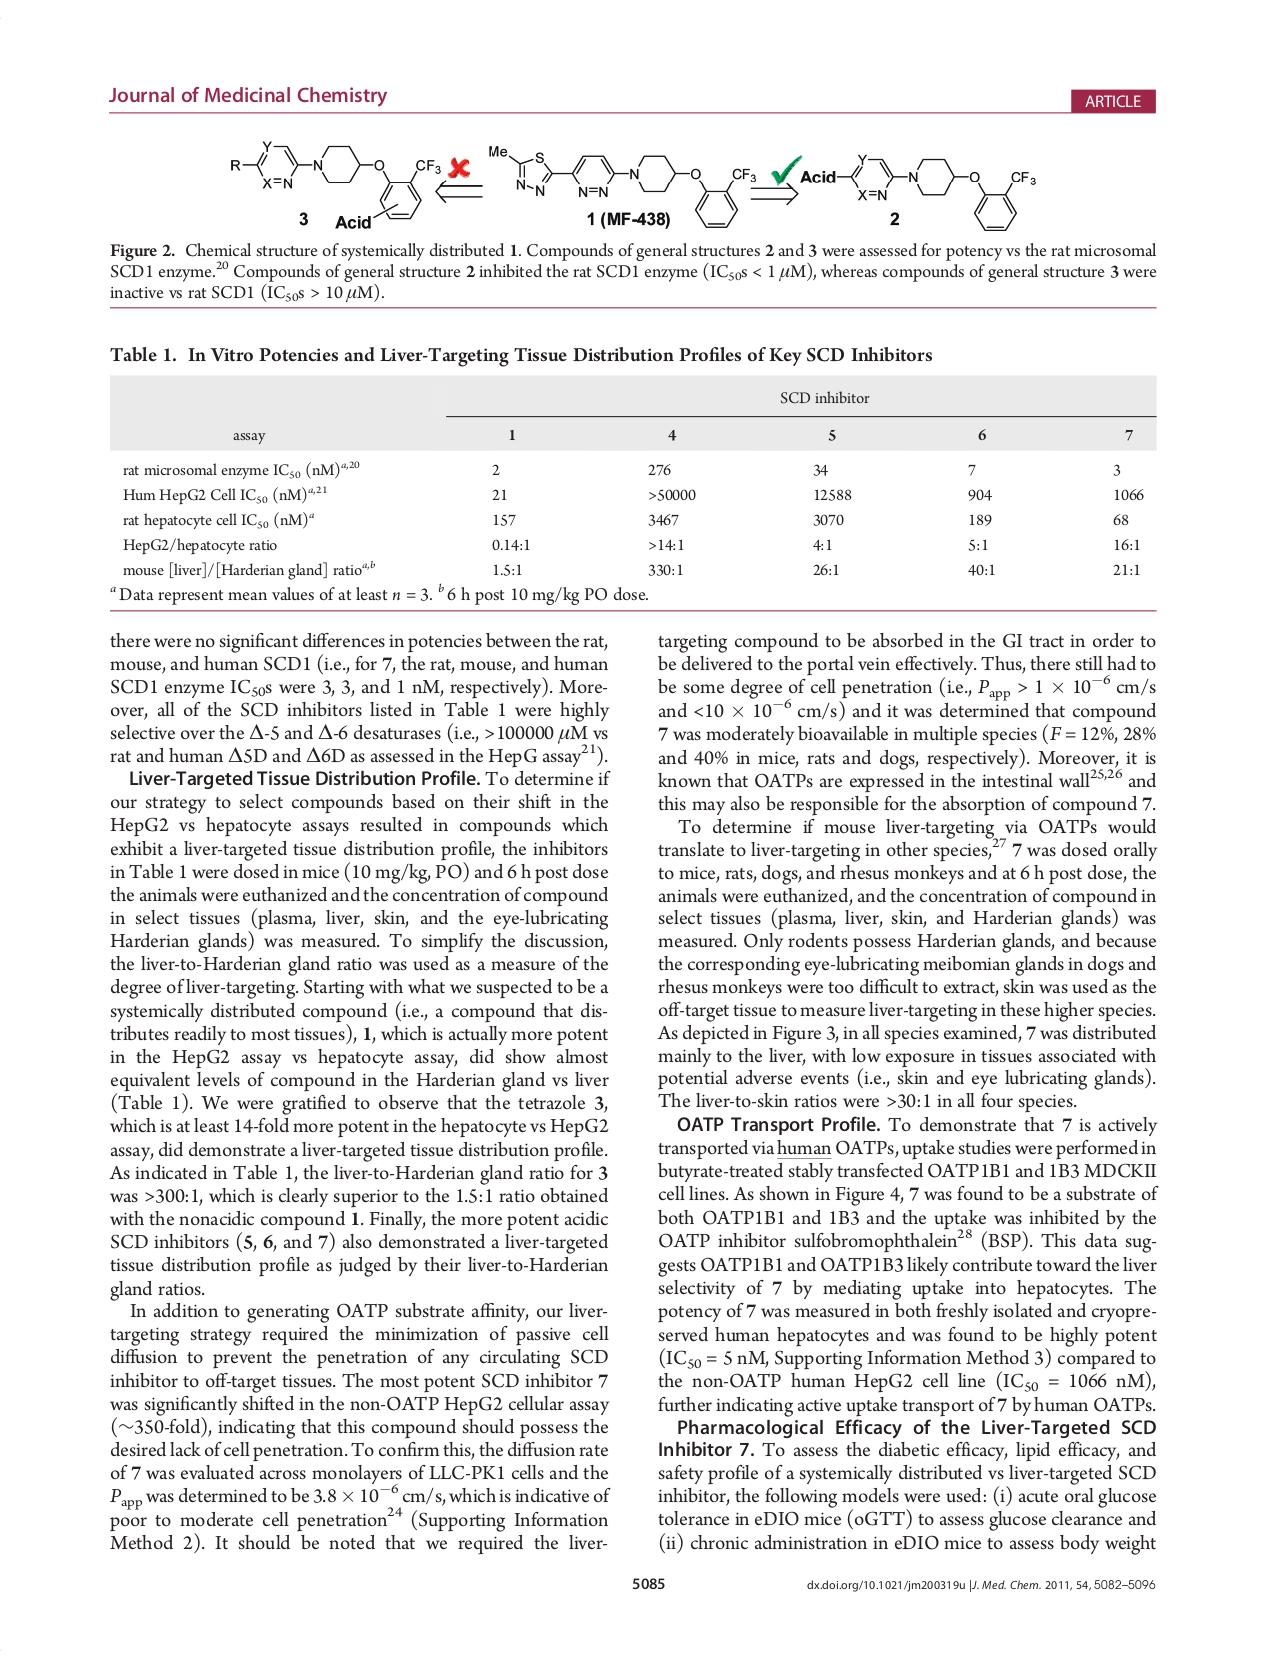 Journal of Medicinal Chemistry
ARTICLE
R
Y
X=N
N
O
CF3
3
Acid
Me
S
N N
N=N
N
O
CF3
1 (MF-438)
Acid
Y
X=N
N
O
CF3
2
Figure 2. Chemical structure of systemically distributed 1. Compounds of general structures 2 and 3 were assessed for potency vs the rat microsomal
SCD1 enzyme.20 Compounds of general structure 2 inhibited the rat SCD1 enzyme (IC50s < 1 μM), whereas compounds of general structure 3 were
inactive vs rat SCD1 (IC50s > 10 μM).
Table 1. In Vitro Potencies and Liver-Targeting Tissue Distribution Profiles of Key SCD Inhibitors
SCD inhibitor
assay 1 4 5 6 7
rat microsomal enzyme IC50 (nM)a,20 2 276 34 7 3
Hum HepG2 Cell IC50 (nM)a,21 21 >50000 12588 904 1066
rat hepatocyte cell IC50 (nM)a 157 3467 3070 189 68
HepG2/hepatocyte ratio 0.14:1 >14:1 4:1 5:1 16:1
mouse [liver]/[Harderian gland] ratioa,b 1.5:1 330:1 26:1 40:1 21:1
a Data represent mean values of at least n = 3. b 6 h post 10 mg/kg PO dose.
there were no significant differences in potencies between the rat,
mouse, and human SCD1 (i.e., for 7, the rat, mouse, and human
SCD1 enzyme IC50s were 3, 3, and 1 nM, respectively). More-
over, all of the SCD inhibitors listed in Table 1 were highly
selective over the Δ-5 and Δ-6 desaturases (i.e., >100000 μM vs
rat and human Δ5D and Δ6D as assessed in the HepG assay21).
Liver-Targeted Tissue Distribution Profile. To determine if
our strategy to select compounds based on their shift in the
HepG2 vs hepatocyte assays resulted in compounds which
exhibit a liver-targeted tissue distribution profile, the inhibitors
in Table 1 were dosed in mice (10 mg/kg, PO) and 6 h post dose
the animals were euthanized and the concentration of compound
in select tissues (plasma, liver, skin, and the eye-lubricating
Harderian glands) was measured. To simplify the discussion,
the liver-to-Harderian gland ratio was used as a measure of the
degree of liver-targeting. Starting with what we suspected to be a
systemically distributed compound (i.e., a compound that dis-
tributes readily to most tissues), 1, which is actually more potent
in the HepG2 assay vs hepatocyte assay, did show almost
equivalent levels of compound in the Harderian gland vs liver
(Table 1). We were gratified to observe that the tetrazole 3,
which is at least 14-fold more potent in the hepatocyte vs HepG2
assay, did demonstrate a liver-targeted tissue distribution profile.
As indicated in Table 1, the liver-to-Harderian gland ratio for 3
was >300:1, which is clearly superior to the 1.5:1 ratio obtained
with the nonacidic compound 1. Finally, the more potent acidic
SCD inhibitors (5, 6, and 7) also demonstrated a liver-targeted
tissue distribution profile as judged by their liver-to-Harderian
gland ratios.
In addition to generating OATP substrate affinity, our liver-
targeting strategy required the minimization of passive cell
diffusion to prevent the penetration of any circulating SCD
inhibitor to off-target tissues. The most potent SCD inhibitor 7
was significantly shifted in the non-OATP HepG2 cellular assay
(∼350-fold), indicating that this compound should possess the
desired lack of cell penetration. To confirm this, the diffusion rate
of 7 was evaluated across monolayers of LLC-PK1 cells and the
Papp was determined to be 3.8 × 10−6 cm/s, which is indicative of
poor to moderate cell penetration24 (Supporting Information
Method 2). It should be noted that we required the liver-
targeting compound to be absorbed in the GI tract in order to
be delivered to the portal vein effectively. Thus, there still had to
be some degree of cell penetration (i.e., Papp > 1 × 10−6 cm/s
and <10 × 10−6 cm/s) and it was determined that compound
7 was moderately bioavailable in multiple species (F = 12%, 28%
and 40% in mice, rats and dogs, respectively). Moreover, it is
known that OATPs are expressed in the intestinal wall25,26 and
this may also be responsible for the absorption of compound 7.
To determine if mouse liver-targeting via OATPs would
translate to liver-targeting in other species,27 7 was dosed orally
to mice, rats, dogs, and rhesus monkeys and at 6 h post dose, the
animals were euthanized, and the concentration of compound in
select tissues (plasma, liver, skin, and Harderian glands) was
measured. Only rodents possess Harderian glands, and because
the corresponding eye-lubricating meibomian glands in dogs and
rhesus monkeys were too difficult to extract, skin was used as the
off-target tissue to measure liver-targeting in these higher species.
As depicted in Figure 3, in all species examined, 7 was distributed
mainly to the liver, with low exposure in tissues associated with
potential adverse events (i.e., skin and eye lubricating glands).
The liver-to-skin ratios were >30:1 in all four species.
OATP Transport Profile. To demonstrate that 7 is actively
transported via human OATPs, uptake studies were performed in
butyrate-treated stably transfected OATP1B1 and 1B3 MDCKII
cell lines. As shown in Figure 4, 7 was found to be a substrate of
both OATP1B1 and 1B3 and the uptake was inhibited by the
OATP inhibitor sulfobromophthalein28 (BSP). This data sug-
gests OATP1B1 and OATP1B3 likely contribute toward the liver
selectivity of 7 by mediating uptake into hepatocytes. The
potency of 7 was measured in both freshly isolated and cryopre-
served human hepatocytes and was found to be highly potent
(IC50 = 5 nM, Supporting Information Method 3) compared to
the non-OATP human HepG2 cell line (IC50 = 1066 nM),
further indicating active uptake transport of 7 by human OATPs.
Pharmacological Efficacy of the Liver-Targeted SCD
Inhibitor 7. To assess the diabetic efficacy, lipid efficacy, and
safety profile of a systemically distributed vs liver-targeted SCD
inhibitor, the following models were used: (i) acute oral glucose
tolerance in eDIO mice (oGTT) to assess glucose clearance and
(ii) chronic administration in eDIO mice to assess body weight
5085
dx.doi.org/10.1021/jm200319u |J. Med. Chem. 2011, 54, 5082–5096